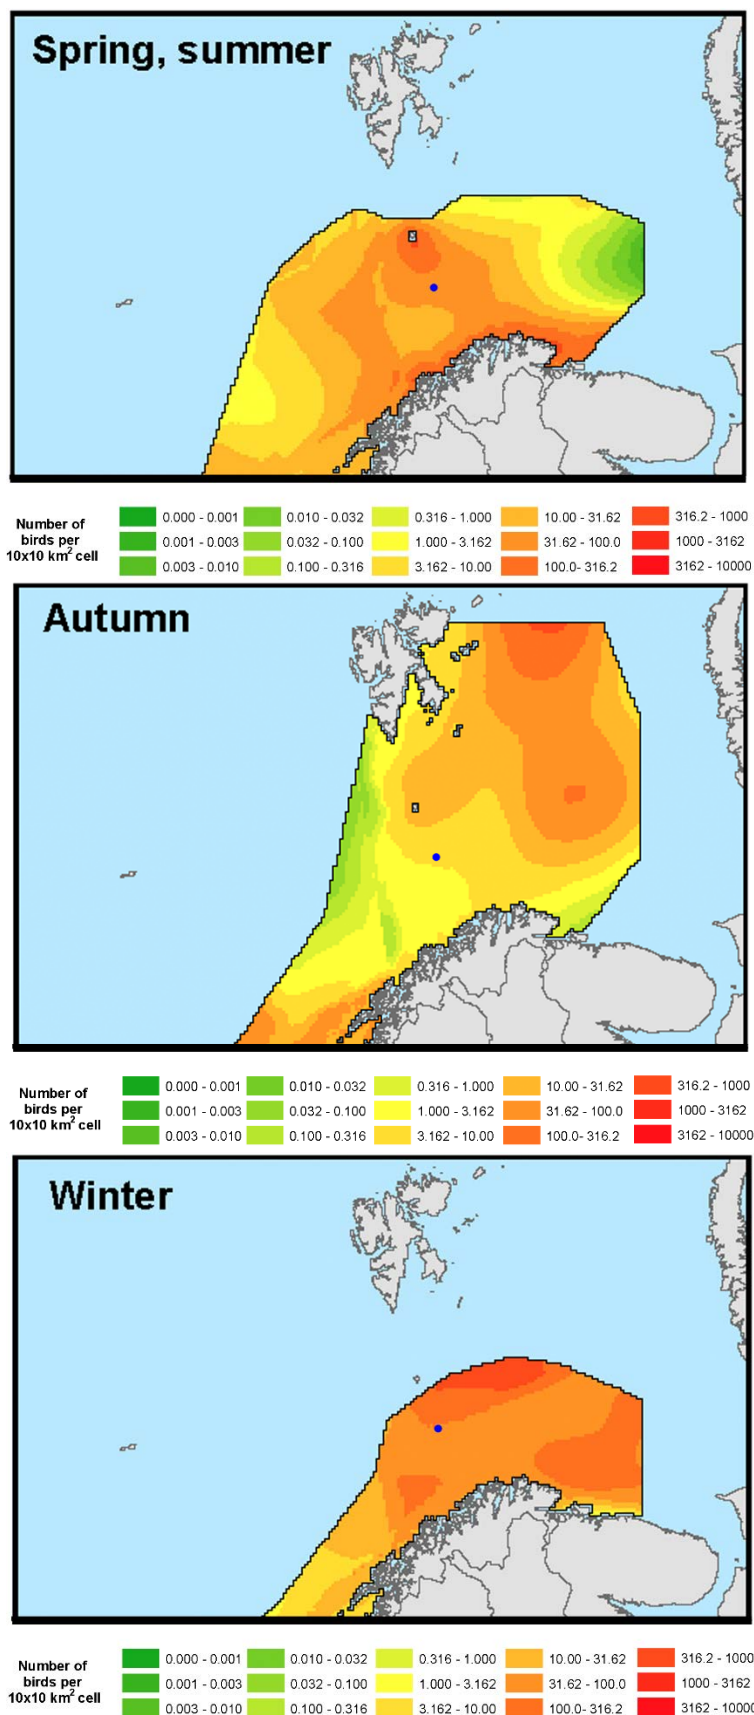 Spring, summer
Number of
birds per
10x10 km² cell
0.000 - 0.001 0.010 - 0.032 0.316 - 1.000 10.00 - 31.62 316.2 - 1000
0.001 - 0.003 0.032 - 0.100 1.000 - 3.162 31.62 - 100.0 1000 - 3162
0.003 - 0.010 0.100 - 0.316 3.162 - 10.00 100.0- 316.2 3162 - 10000
Autumn
Number of
birds per
10x10 km² cell
0.000 - 0.001 0.010 - 0.032 0.316 - 1.000 10.00 - 31.62 316.2 - 1000
0.001 - 0.003 0.032 - 0.100 1.000 - 3.162 31.62 - 100.0 1000 - 3162
0.003 - 0.010 0.100 - 0.316 3.162 - 10.00 100.0- 316.2 3162 - 10000
Winter
Number of
birds per
10x10 km² cell
0.000 - 0.001 0.010 - 0.032 0.316 - 1.000 10.00 - 31.62 316.2 - 1000
0.001 - 0.003 0.032 - 0.100 1.000 - 3.162 31.62 - 100.0 1000 - 3162
0.003 - 0.010 0.100 - 0.316 3.162 - 10.00 100.0- 316.2 3162 - 10000